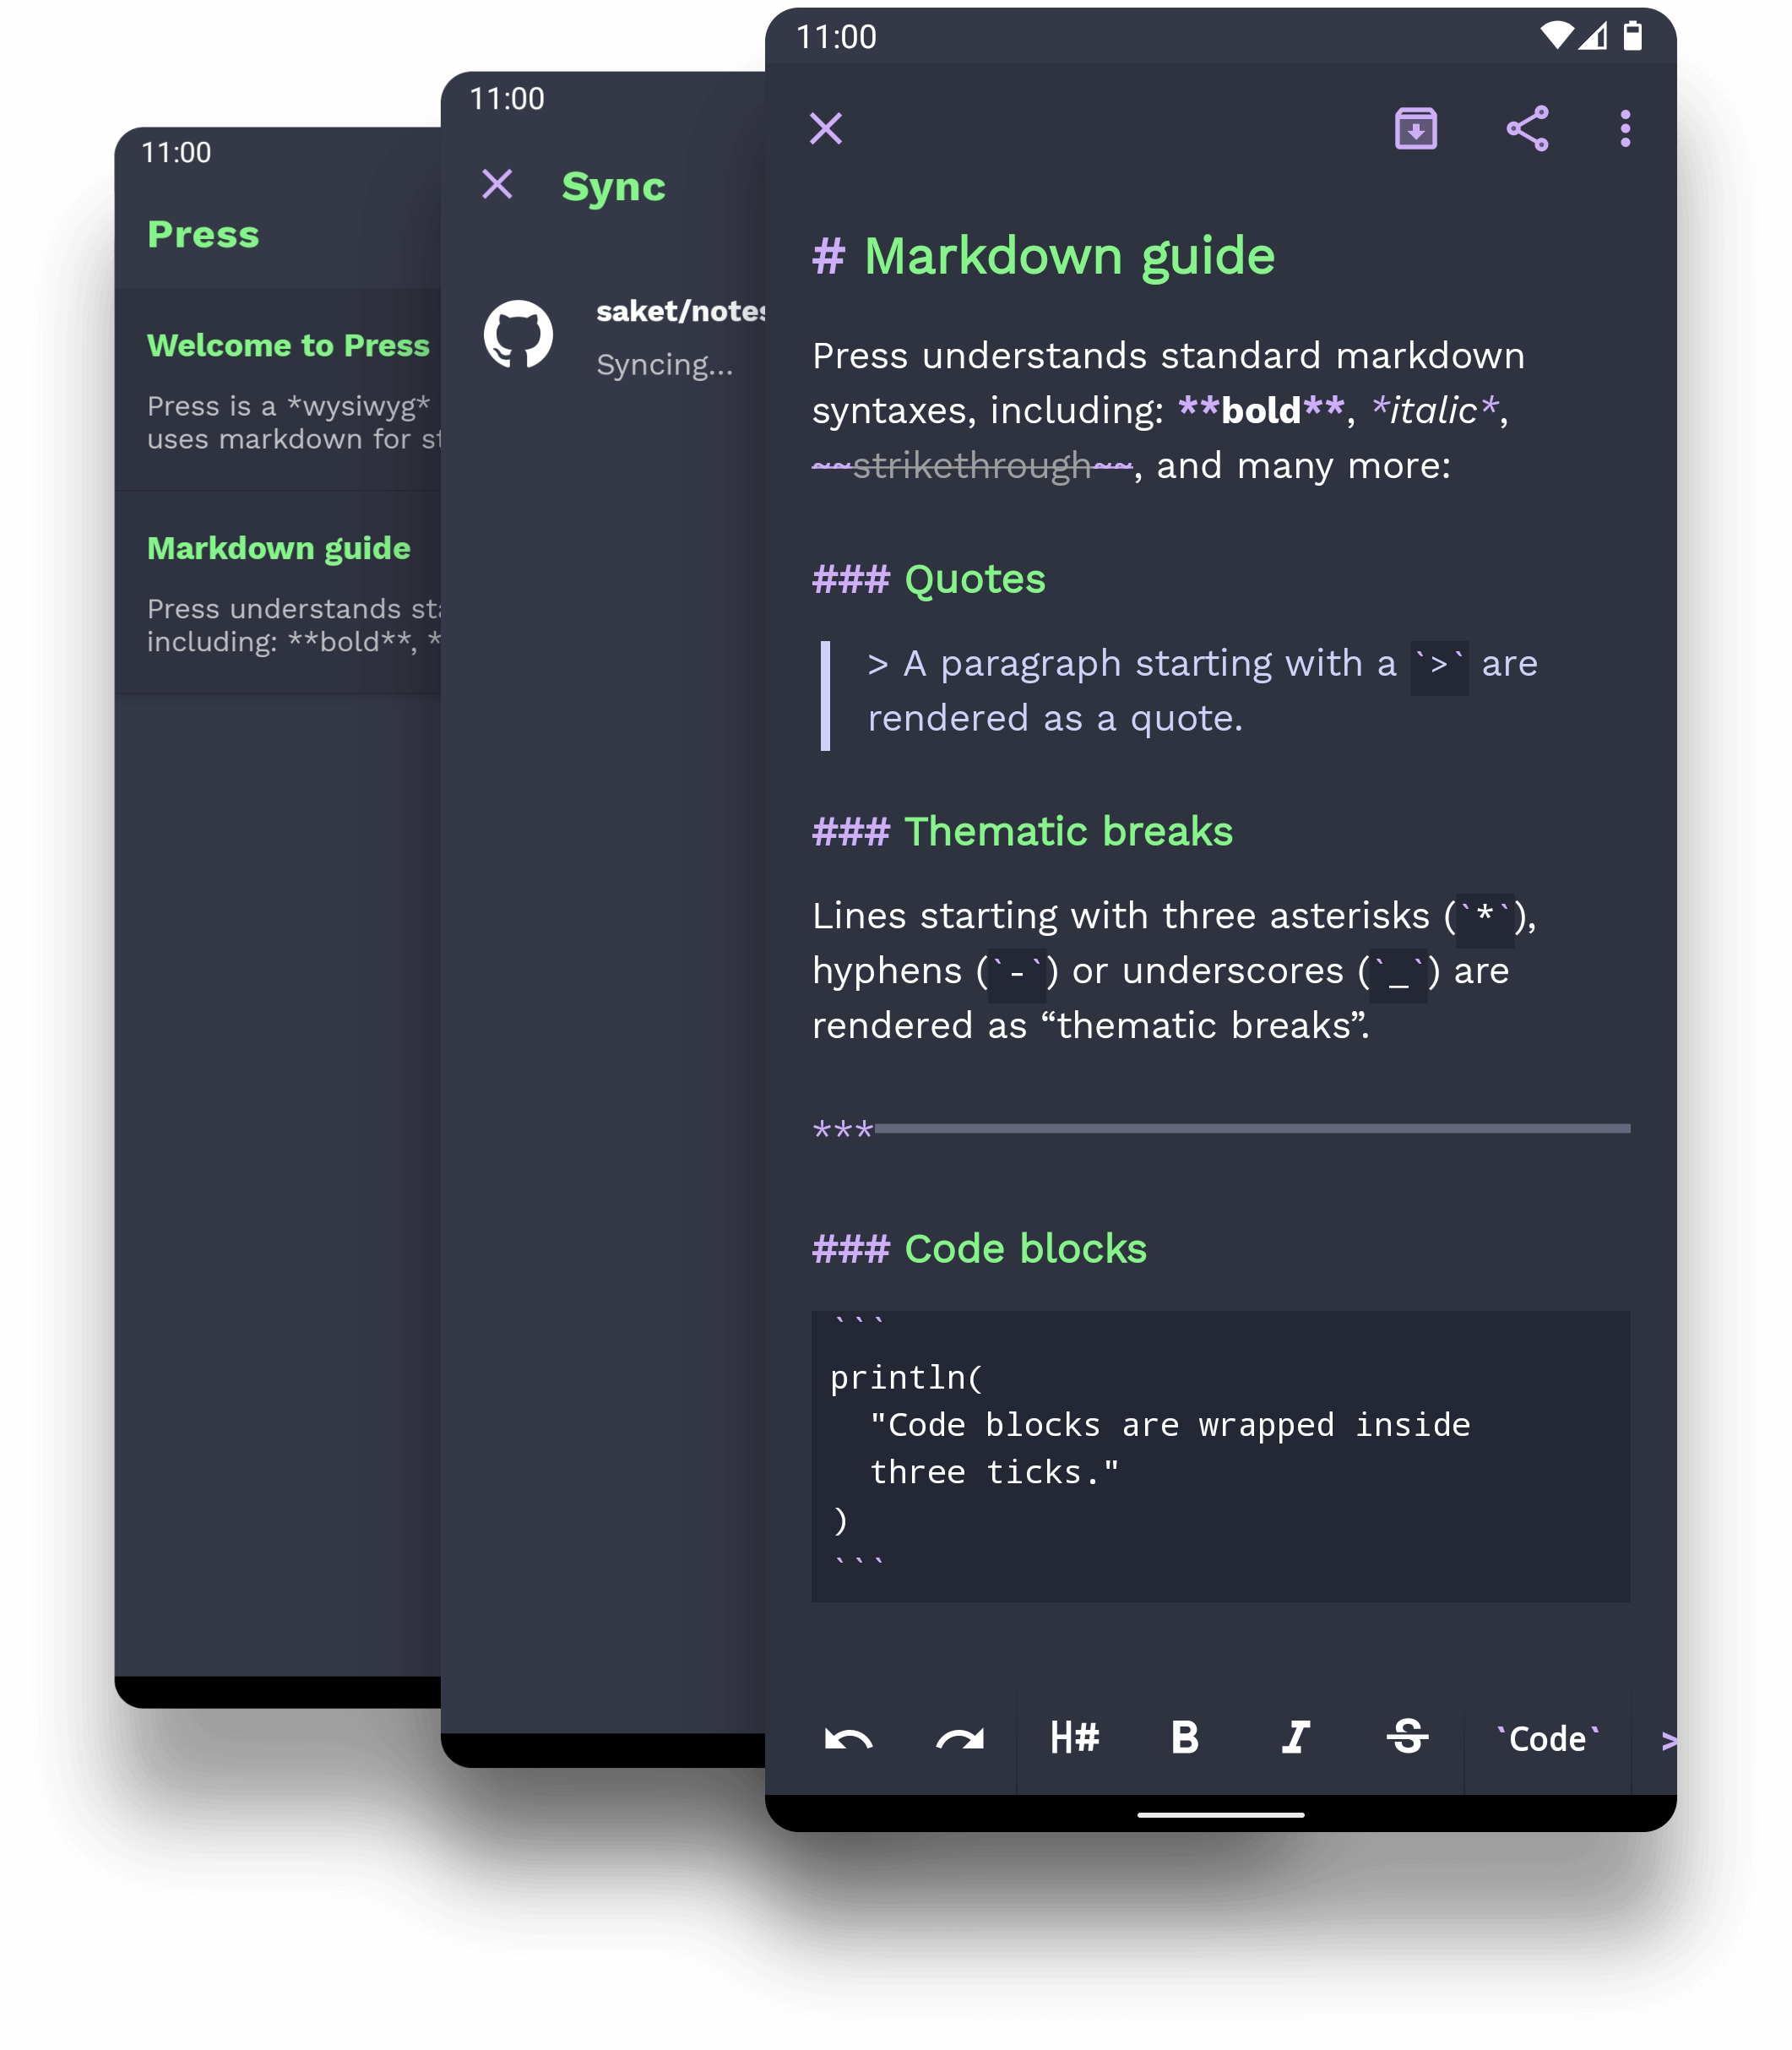 11:00
Press
Welcome to Press
Press is a *wysiwyg*
uses markdown for st
Markdown guide
Press understands sta
including: **bold**, *
11:00
Sync
saket/notes
Syncing...
11:00
# Markdown guide
Press understands standard markdown
syntaxes, including: **bold**, *italic*,
~~strikethrough~~, and many more:
### Quotes
> A paragraph starting with a `>` are
rendered as a quote.
### Thematic breaks
Lines starting with three asterisks (`*`),
hyphens (`-`) or underscores (`_`) are
rendered as “thematic breaks”.
***
### Code blocks
```
println(
  "Code blocks are wrapped inside
  three ticks."
)
```
H# B I S `Code` >